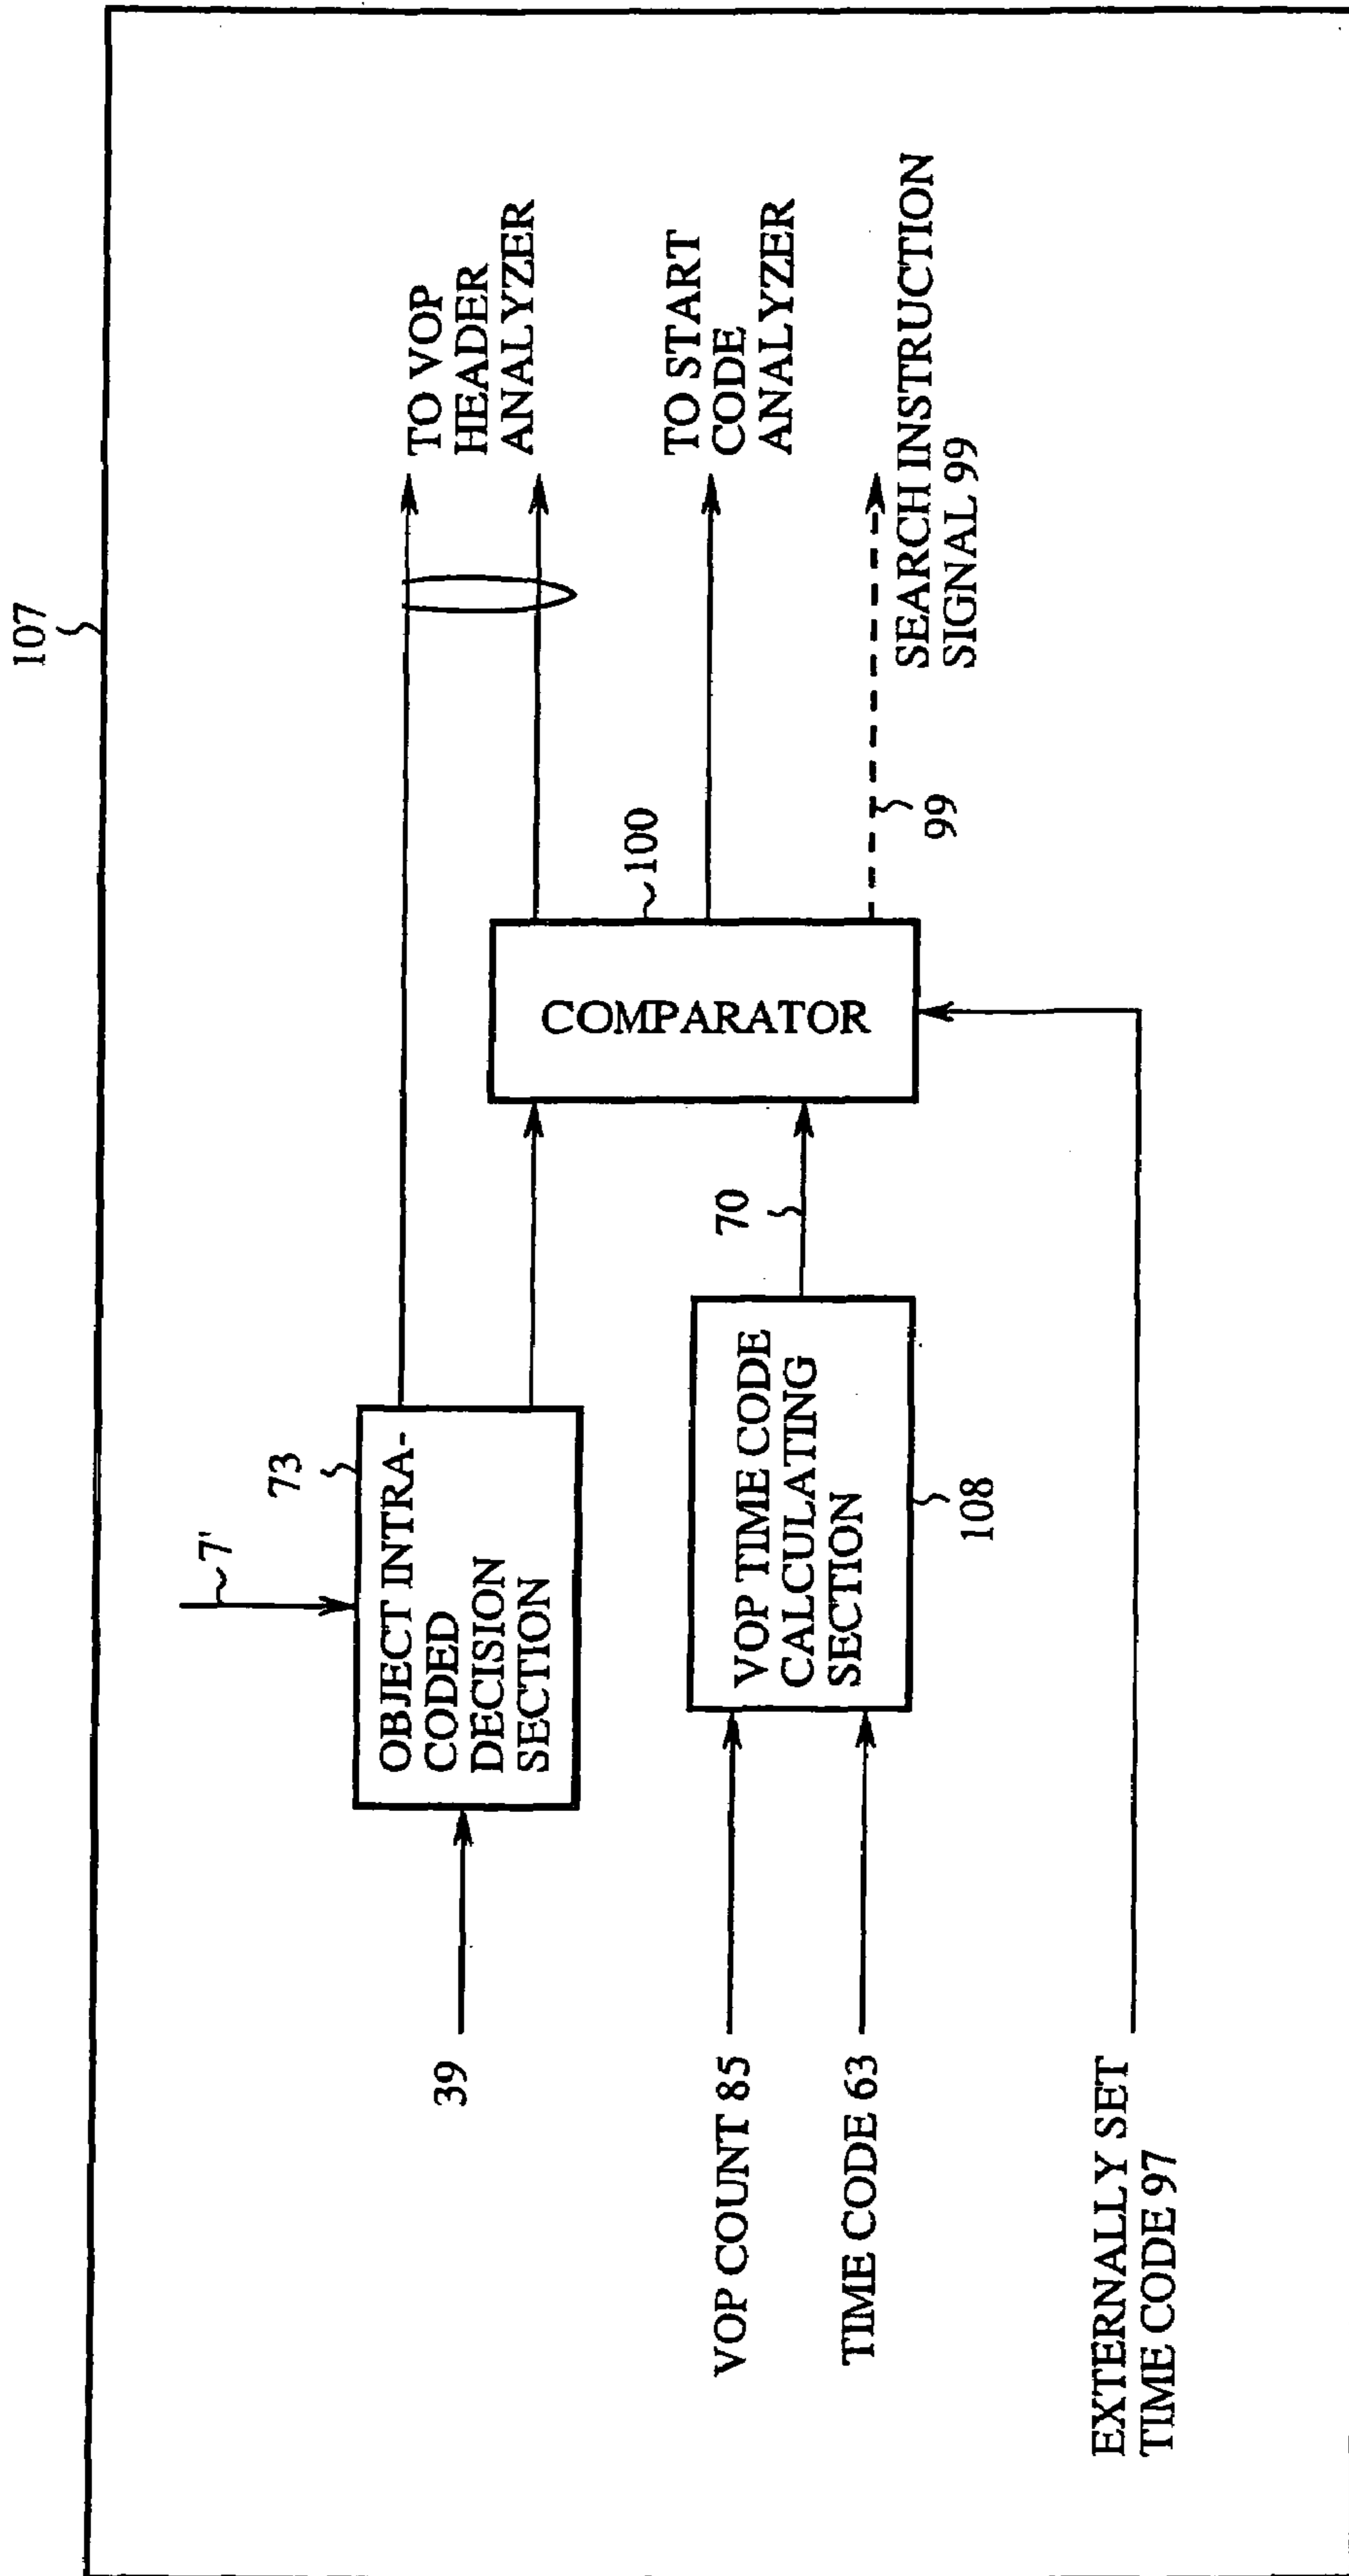 107
7'
73
OBJECT INTRA-
CODED
DECISION
SECTION
39
TO VOP
HEADER
ANALYZER
VOP COUNT 85
TIME CODE 63
VOP TIME CODE
CALCULATING
SECTION
108
70
COMPARATOR
100
TO START
CODE
ANALYZER
99
SEARCH INSTRUCTION
SIGNAL 99
EXTERNALLY SET
TIME CODE 97